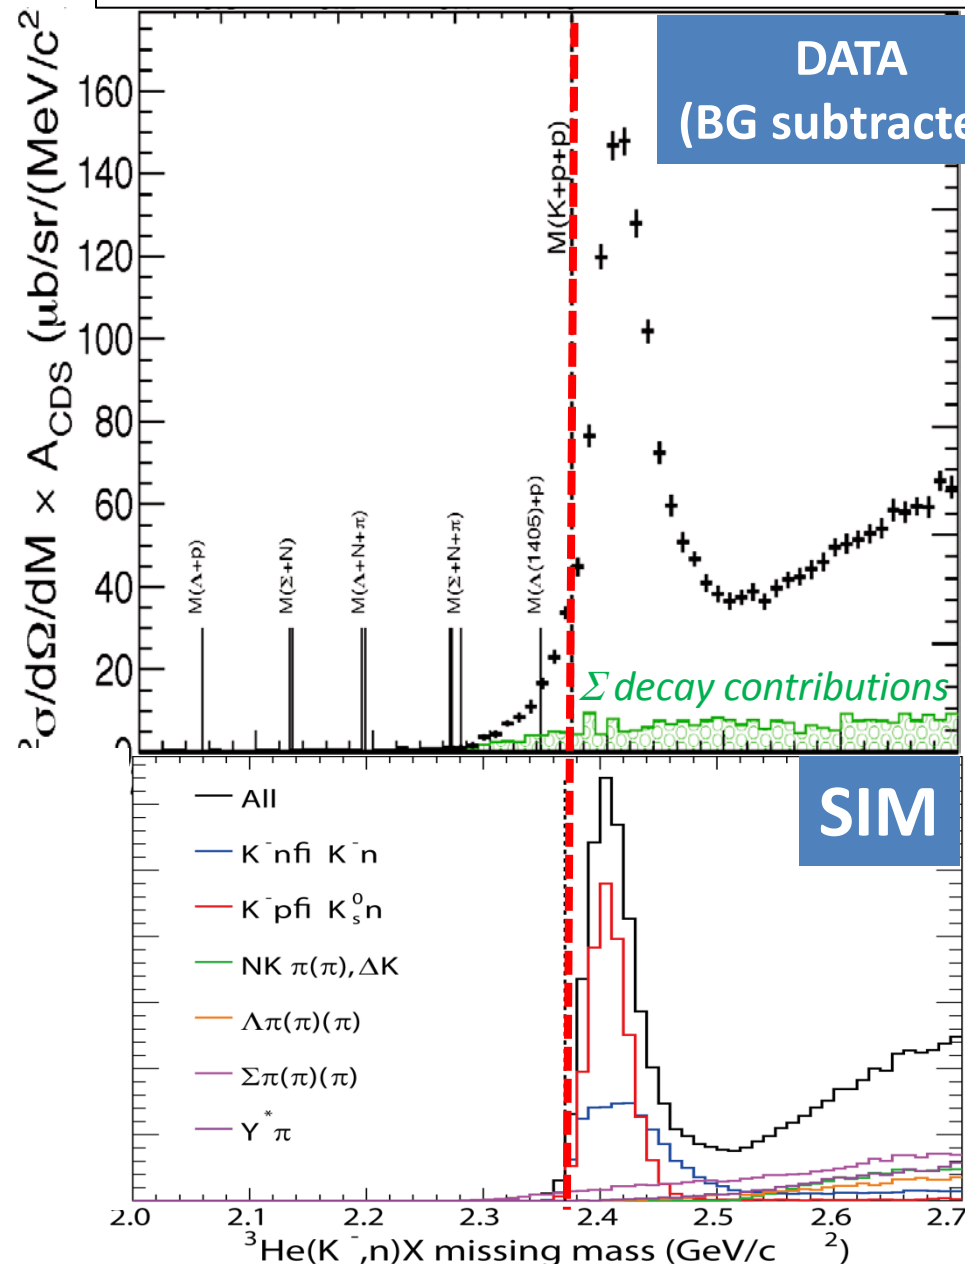 DATA
(BG subtracte
²σ/dΩ/dM × A_CDS (μb/sr/(MeV/c²
160
140
120
100
80
60
40
20
0
M(K+p+p)
M(Λ+p)
M(Σ+N)
M(Λ+N+π)
M(Σ+N+π)
M(Λ(1405)+p)
Σ decay contributions
SIM
All
K⁻nfi K⁻n
K⁻pfi K⁰ₛn
NK π(π),ΔK
Λπ(π)(π)
Σπ(π)(π)
Y*π
2.0 2.1 2.2 2.3 2.4 2.5 2.6 2.7
³He(K⁻,n)X missing mass (GeV/c ²)